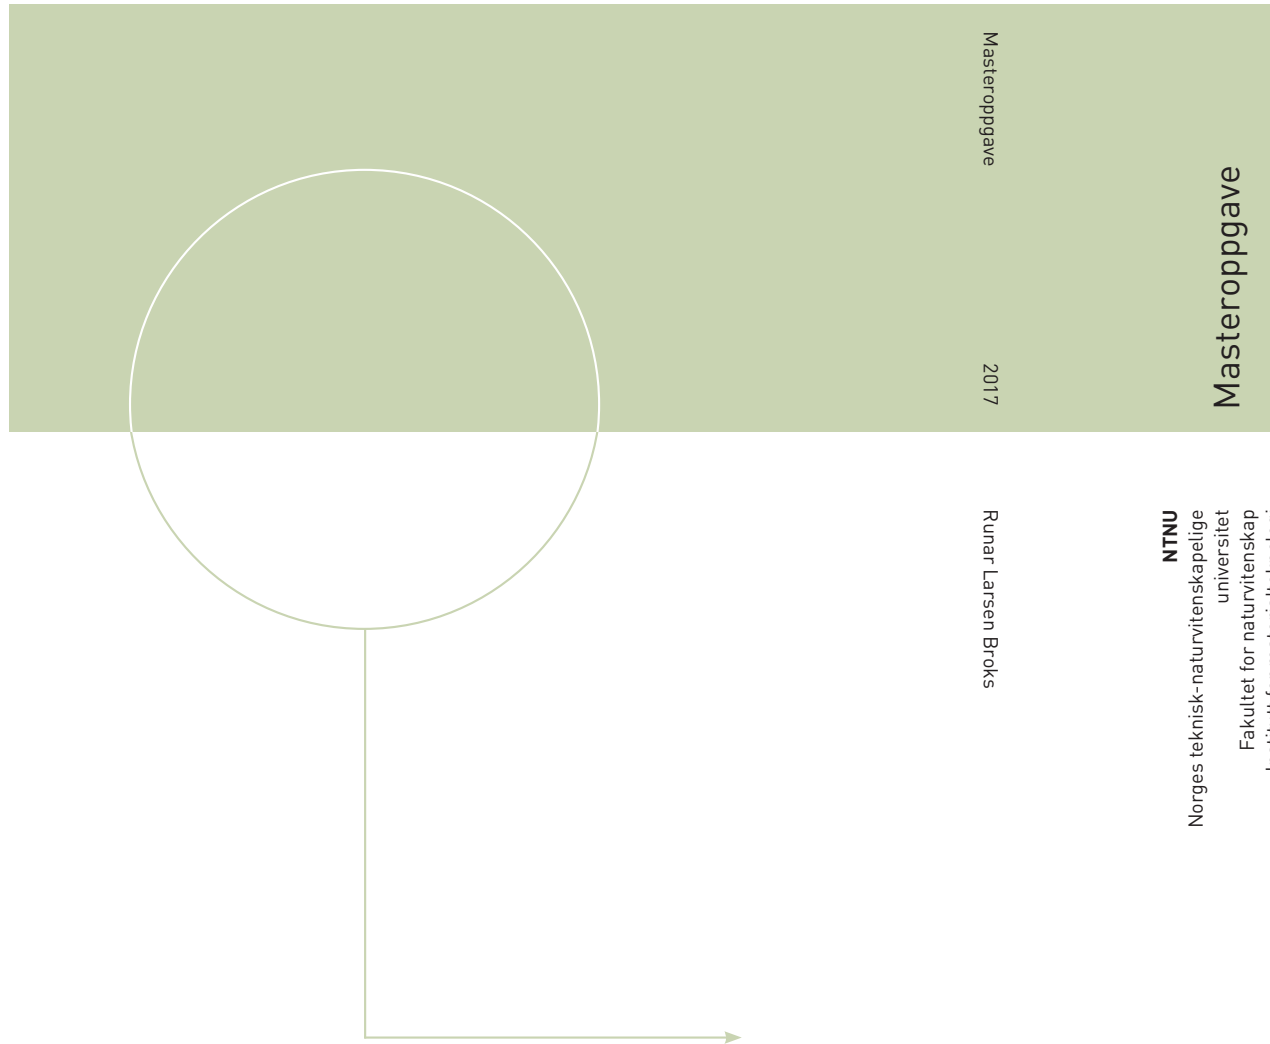 Masteroppgave
2017
Runar Larsen Broks
Masteroppgave
NTNU
Norges teknisk-naturvitenskapelige
universitet
Fakultet for naturvitenskap